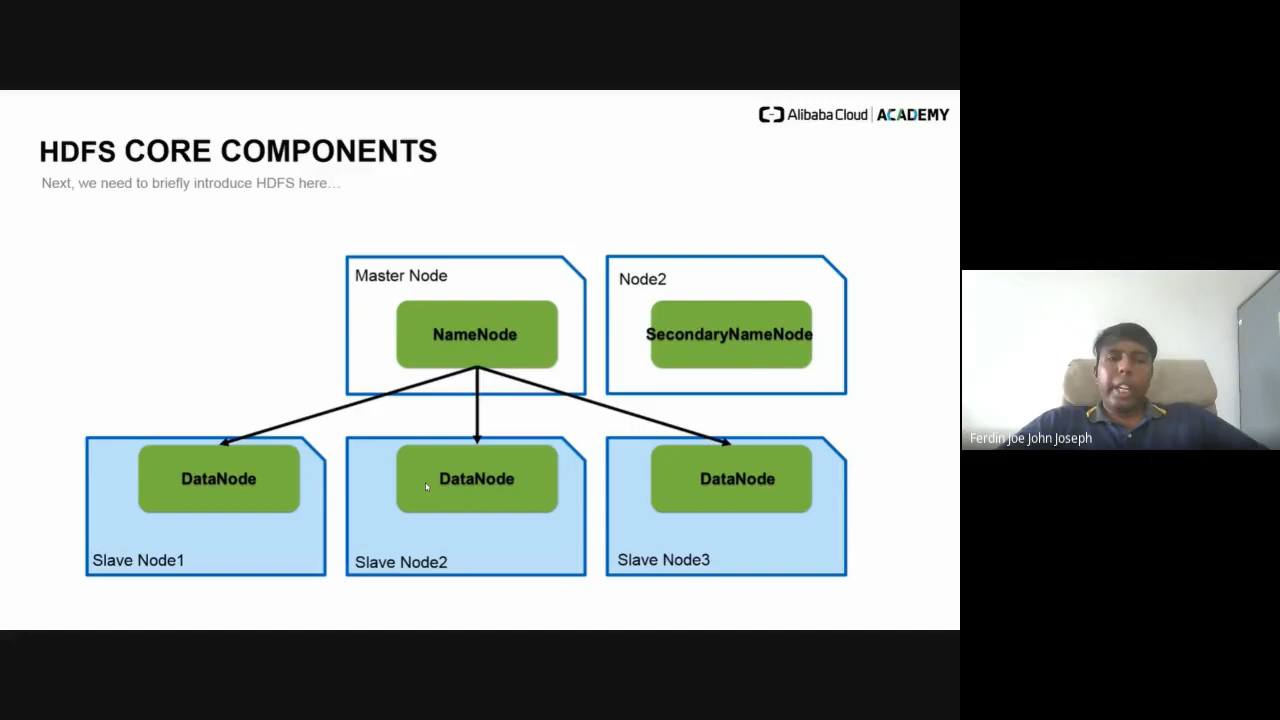 Alibaba Cloud | ACADEMY
HDFS CORE COMPONENTS
Next, we need to briefly introduce HDFS here…
Master Node
NameNode
Node2
SecondaryNameNode
DataNode
Slave Node1
DataNode
Slave Node2
DataNode
Slave Node3
Ferdin Joe John Joseph